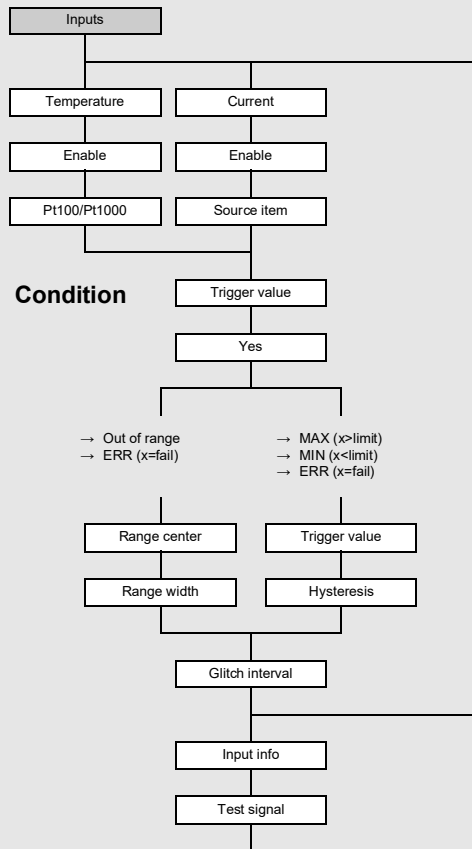 Inputs
Temperature
Current
Enable
Enable
Pt100/Pt1000
Source item
Condition
Trigger value
Yes
→ Out of range
→ ERR (x=fail)
→ MAX (x>limit)
→ MIN (x<limit)
→ ERR (x=fail)
Range center
Trigger value
Range width
Hysteresis
Glitch interval
Input info
Test signal